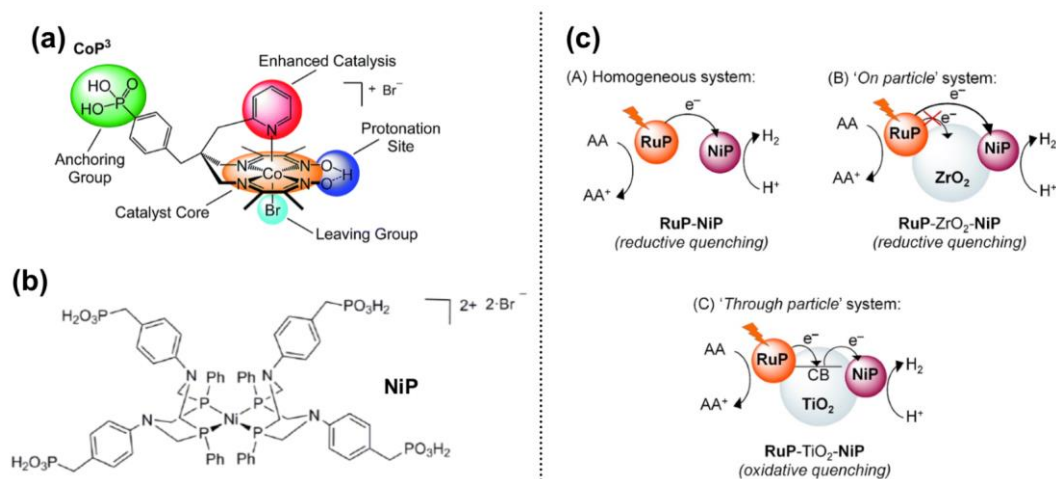 (a)
CoP³
Enhanced Catalysis
+ Br⁻
HO
O
HO
P
N
Protonation
Site
Anchoring
Group
N
N
O
Co
H
N
N
O
Catalyst Core
Br
Leaving Group
(b)
H₂O₃P
PO₃H₂
2+ 2·Br⁻
N
N
Ph
Ph
NiP
P
P
N
Ni
N
P
P
H₂O₃P
Ph
Ph
PO₃H₂
(c)
(A) Homogeneous system:
e⁻
AA
RuP
NiP
H₂
AA⁺
H⁺
RuP-NiP
(reductive quenching)
(B) 'On particle' system:
e⁻
AA
RuP
e⁻
NiP
H₂
ZrO₂
AA⁺
H⁺
RuP-ZrO₂-NiP
(reductive quenching)
(C) 'Through particle' system:
e⁻
e⁻
AA
RuP
CB
NiP
H₂
TiO₂
AA⁺
H⁺
RuP-TiO₂-NiP
(oxidative quenching)